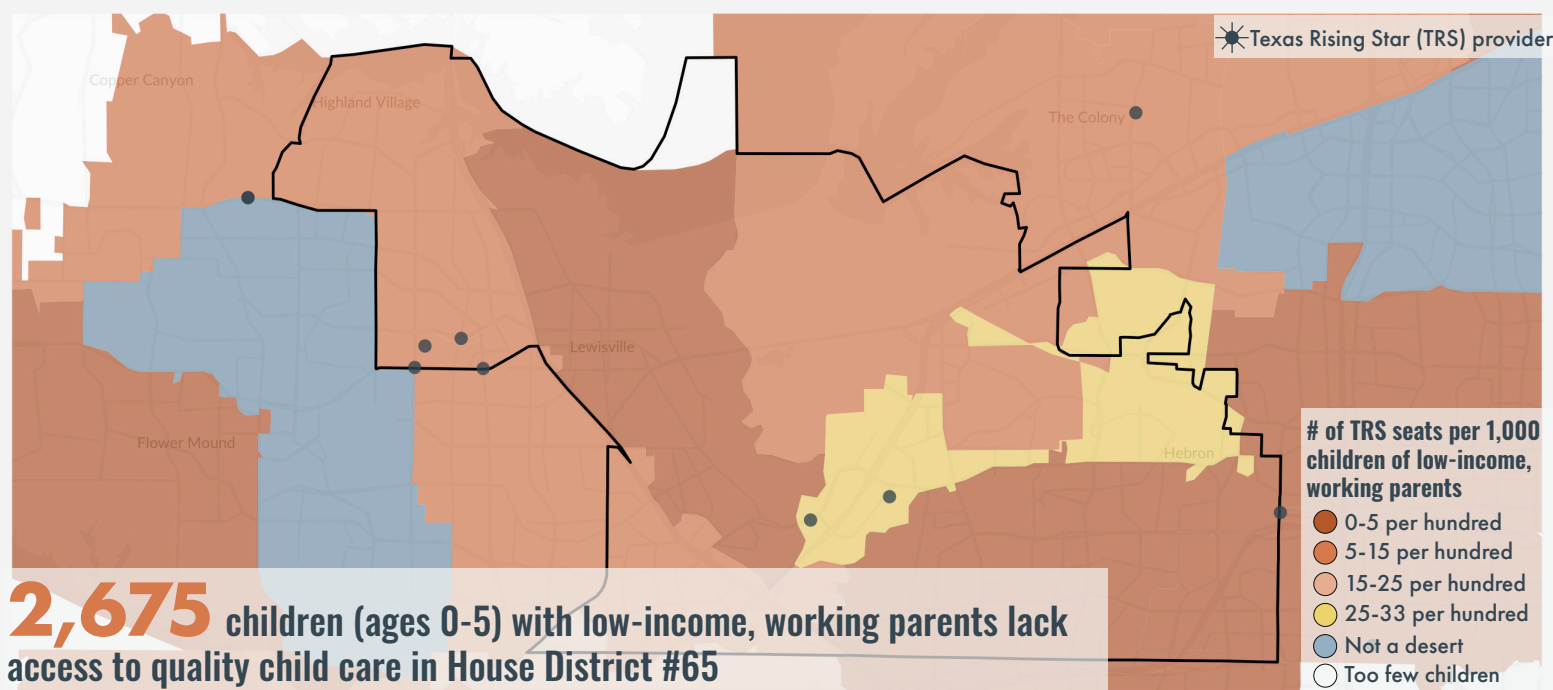 Texas Rising Star (TRS) provider
Copper Canyon
Highland Village
The Colony
Lewisville
Flower Mound
Hebron
# of TRS seats per 1,000
children of low-income,
working parents
0-5 per hundred
5-15 per hundred
15-25 per hundred
25-33 per hundred
Not a desert
Too few children
2,675 children (ages 0-5) with low-income, working parents lack
access to quality child care in House District #65